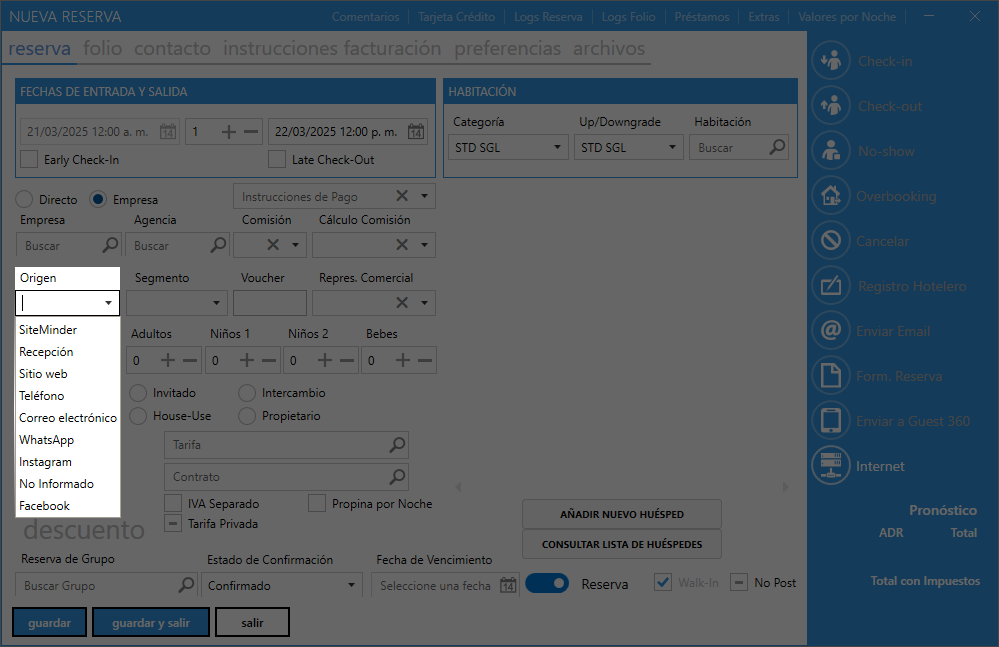 NUEVA RESERVA
Comentarios
Tarjeta Crédito
Logs Reserva
Logs Folio
Préstamos
Extras
Valores por Noche
reserva folio contacto instrucciones facturación preferencias archivos
FECHAS DE ENTRADA Y SALIDA
21/03/2025 12:00 a. m.
14
1
22/03/2025 12:00 p. m.
14
Early Check-In
Late Check-Out
HABITACIÓN
Categoría
Up/Downgrade
Habitación
STD SGL
STD SGL
Buscar
Directo
Empresa
Instrucciones de Pago
Empresa
Agencia
Comisión
Cálculo Comisión
Buscar
Buscar
Origen
Segmento
Voucher
Repres. Comercial
SiteMinder
Recepción
Sitio web
Teléfono
Correo electrónico
WhatsApp
Instagram
No Informado
Facebook
Adultos
Niños 1
Niños 2
Bebes
0
0
0
0
Invitado
Intercambio
House-Use
Propietario
Tarifa
Contrato
IVA Separado
Propina por Noche
Tarifa Privada
descuento
Reserva de Grupo
Estado de Confirmación
Fecha de Vencimiento
Buscar Grupo
Confirmado
Seleccione una fecha
14
AÑADIR NUEVO HUÉSPED
CONSULTAR LISTA DE HUÉSPEDES
Reserva
Walk-In
No Post
guardar
guardar y salir
salir
Check-in
Check-out
No-show
Overbooking
Cancelar
Registro Hotelero
Enviar Email
Form. Reserva
Enviar a Guest 360
Internet
Pronóstico
ADR
Total
Total con Impuestos